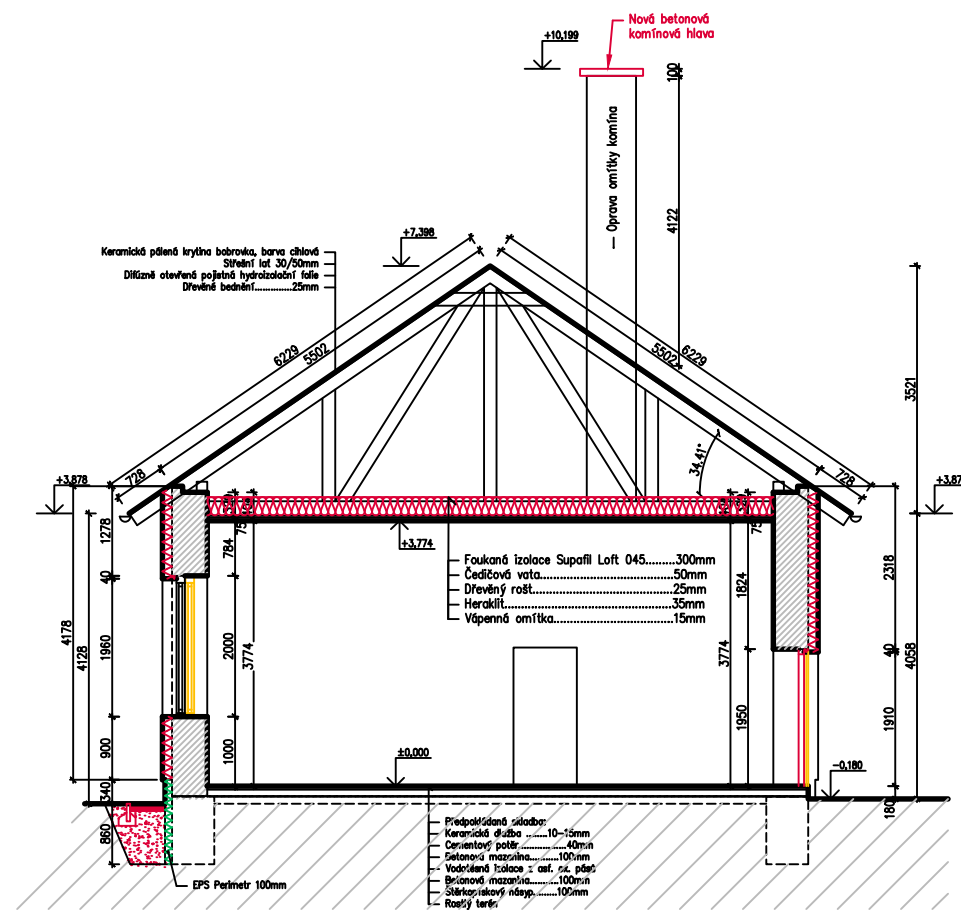 Nová betonová
komínová hlava
+10,199
100
Oprava omítky komína
4122
+7,398
Keramická pálená krytina bobrovka, barva cihlová
Střešní lať 30/50mm
Difúzně otevřená pojistná hydroizolační folie
Dřevěné bednění..............25mm
6229
5502
5502
6229
3521
34.41°
728
728
+3,878
+3,87
1278
40
1960
900
340
860
4178
4128
784
2000
1000
3774
+3,774
Foukaná izolace Supafil Loft 045.........300mm
Čedičová vata................................50mm
Dřevěný rošt..................................25mm
Heraklit.........................................35mm
Vápenná omítka.............................15mm
1824
1950
3774
2318
40
4058
1910
180
±0,000
-0,180
Předpokládaná skladba:
Keramická dlažba ........10-15mm
Cementový potěr..............40mm
Betonová mazanina..........100mm
Vodotěsná izolace z asf. ox. pásů
Betonová mazanina..........100mm
Štěrkopískový násyp........100mm
Rostlý terén
EPS Perimetr 100mm